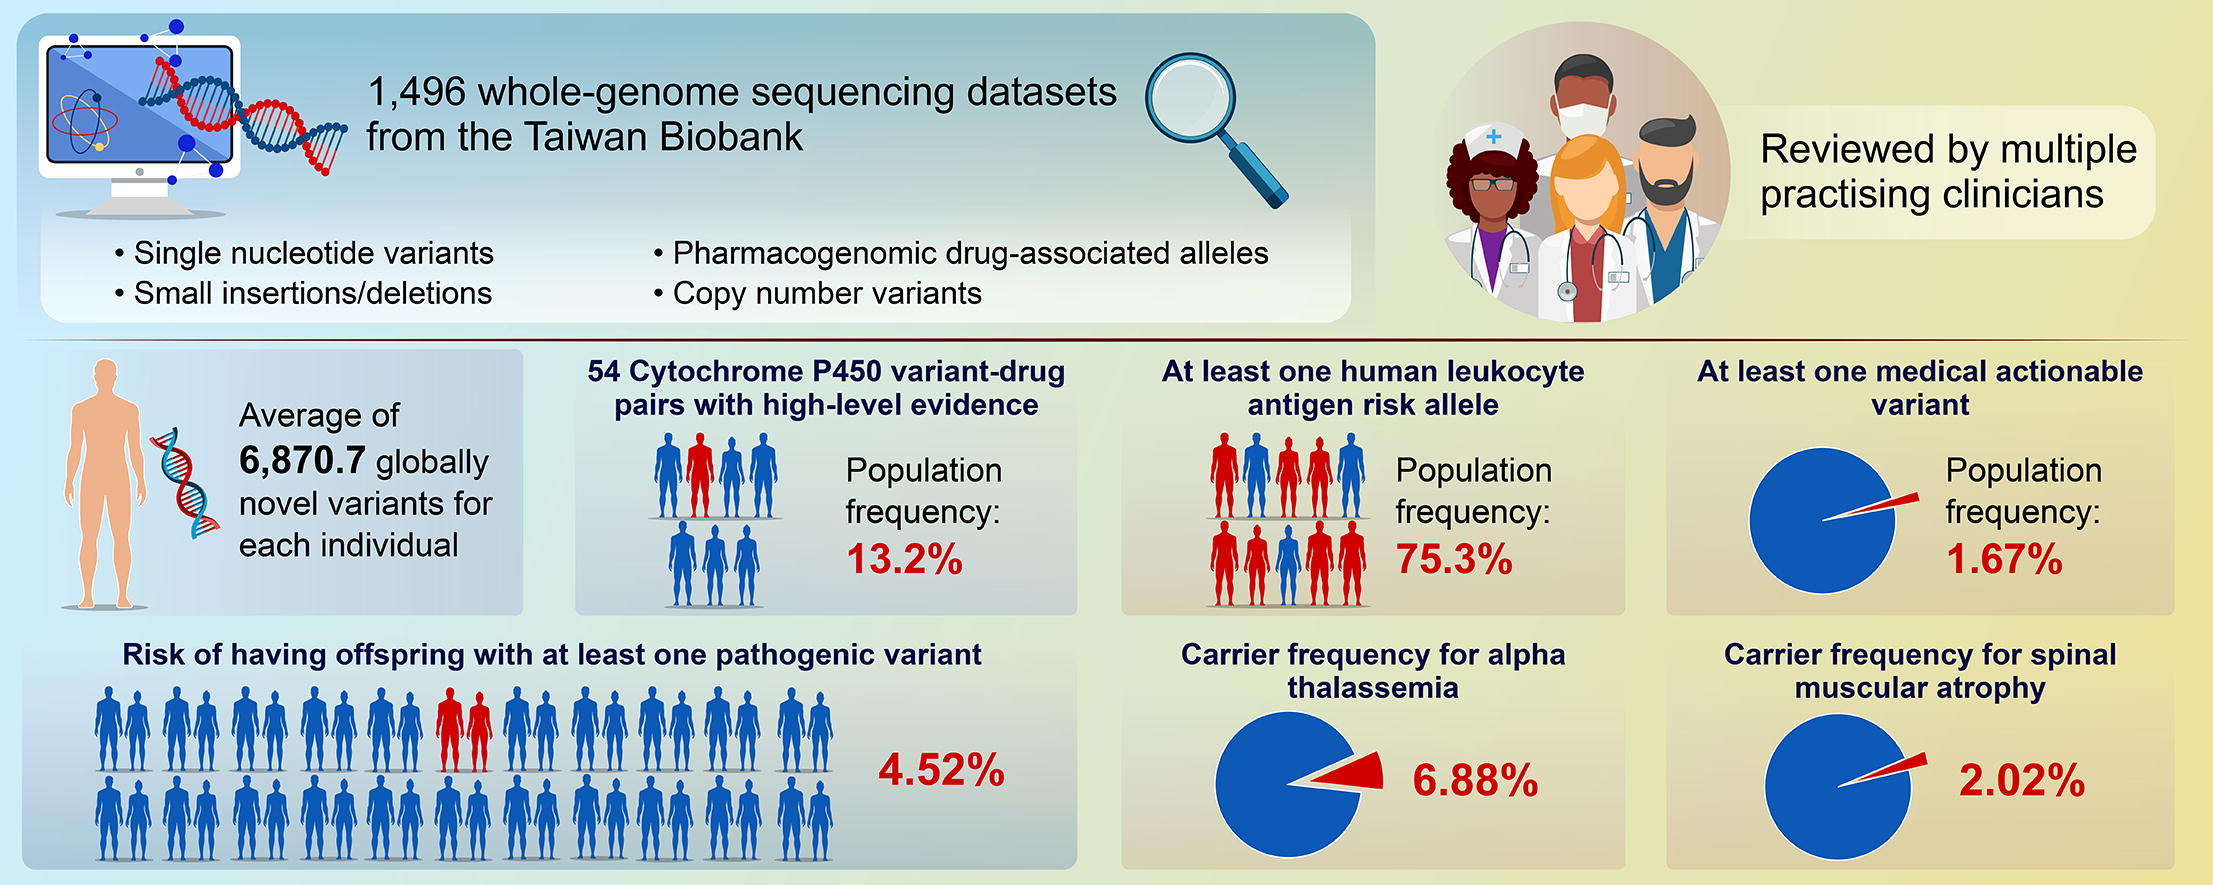 1,496 whole-genome sequencing datasets
from the Taiwan Biobank
• Single nucleotide variants
• Small insertions/deletions
• Pharmacogenomic drug-associated alleles
• Copy number variants
Reviewed by multiple
practising clinicians
Average of
6,870.7 globally
novel variants for
each individual
54 Cytochrome P450 variant-drug
pairs with high-level evidence
Population
frequency:
13.2%
At least one human leukocyte
antigen risk allele
Population
frequency:
75.3%
At least one medical actionable
variant
Population
frequency:
1.67%
Risk of having offspring with at least one pathogenic variant
4.52%
Carrier frequency for alpha
thalassemia
6.88%
Carrier frequency for spinal
muscular atrophy
2.02%